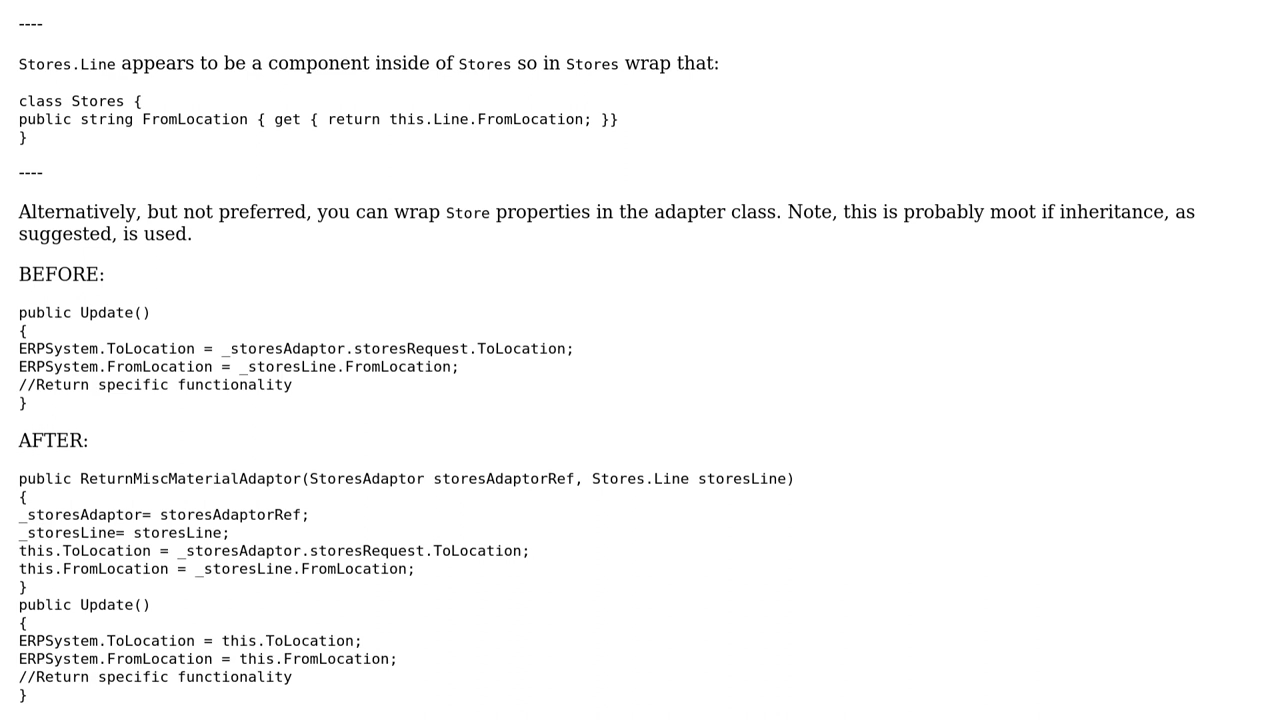 ----
Stores.Line appears to be a component inside of Stores so in Stores wrap that:
class Stores {
public string FromLocation { get { return this.Line.FromLocation; }}
}
----
Alternatively, but not preferred, you can wrap Store properties in the adapter class. Note, this is probably moot if inheritance, as
suggested, is used.
BEFORE:
public Update()
{
ERPSystem.ToLocation = _storesAdaptor.storesRequest.ToLocation;
ERPSystem.FromLocation = _storesLine.FromLocation;
//Return specific functionality
}
AFTER:
public ReturnMiscMaterialAdaptor(StoresAdaptor storesAdaptorRef, Stores.Line storesLine)
{
_storesAdaptor= storesAdaptorRef;
_storesLine= storesLine;
this.ToLocation = _storesAdaptor.storesRequest.ToLocation;
this.FromLocation = _storesLine.FromLocation;
}
public Update()
{
ERPSystem.ToLocation = this.ToLocation;
ERPSystem.FromLocation = this.FromLocation;
//Return specific functionality
}